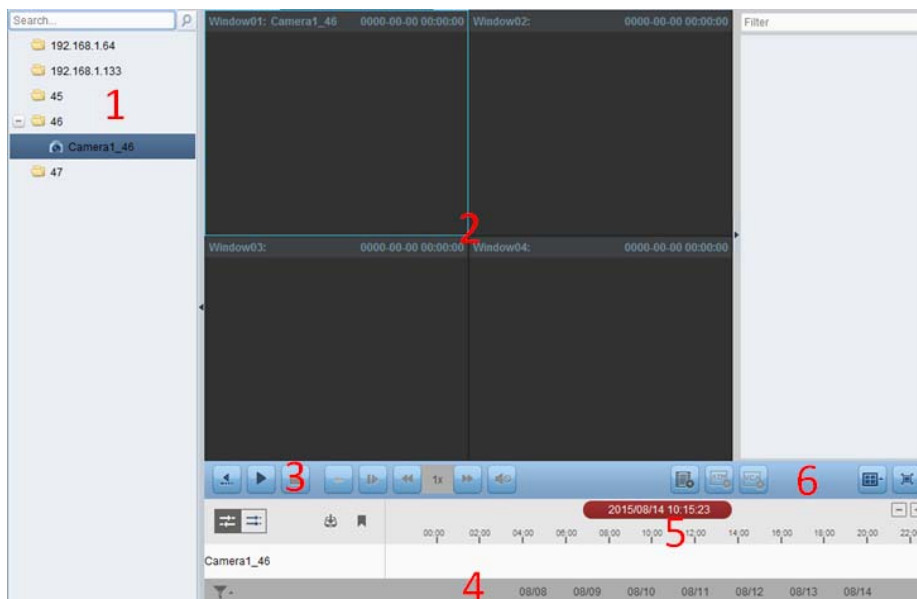 Search...
192.168.1.64
192.168.1.133
45
1
46
Camera1_46
47
Window01: Camera1_46 0000-00-00 00:00:00
Window02: 0000-00-00 00:00:00
2
Window03: 0000-00-00 00:00:00
Window04: 0000-00-00 00:00:00
Filter
3
1x
6
2015/08/14 10:15:23
5
00:00 02:00 04:00 06:00 08:00 10:00 12:00 14:00 16:00 18:00 20:00 22:0
Camera1_46
4
08/08 08/09 08/10 08/11 08/12 08/13 08/14